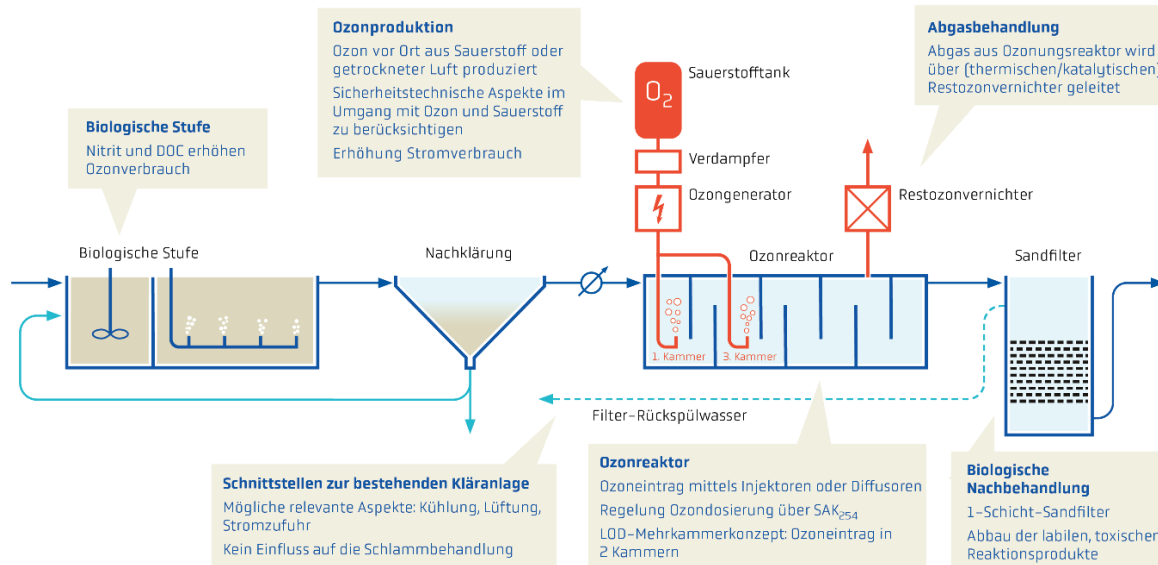 Ozonproduktion
Ozon vor Ort aus Sauerstoff oder
getrockneter Luft produziert
Sicherheitstechnische Aspekte im
Umgang mit Ozon und Sauerstoff
zu berücksichtigen
Erhöhung Stromverbrauch
Abgasbehandlung
Abgas aus Ozonungsreaktor wird
über (thermischen/katalytischen)
Restozonvernichter geleitet
Biologische Stufe
Nitrit und DOC erhöhen
Ozonverbrauch
O2
Sauerstofftank
Verdampfer
Ozongenerator
Restozonvernichter
Biologische Stufe
Nachklärung
Ozonreaktor
Sandfilter
1. Kammer
3. Kammer
Filter-Rückspülwasser
Schnittstellen zur bestehenden Kläranlage
Mögliche relevante Aspekte: Kühlung, Lüftung,
Stromzufuhr
Kein Einfluss auf die Schlammbehandlung
Ozonreaktor
Ozoneintrag mittels Injektoren oder Diffusoren
Regelung Ozondosierung über SAK254
LOD-Mehrkammerkonzept: Ozoneintrag in
2 Kammern
Biologische
Nachbehandlung
1-Schicht-Sandfilter
Abbau der labilen, toxischen
Reaktionsprodukte